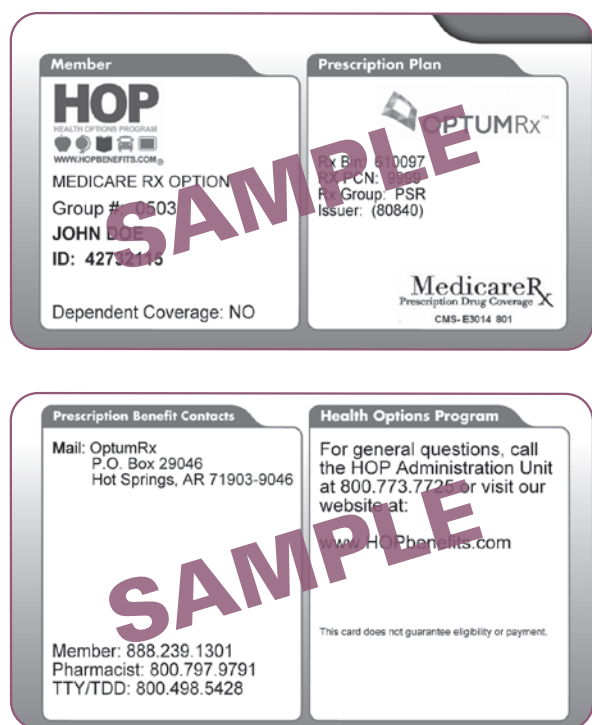 Member
HOP
HEALTH OPTIONS PROGRAM
WWW.HOPBENEFITS.COM®
MEDICARE RX OPTION
Group #: 0503
JOHN DOE
ID: 42732115
Dependent Coverage: NO
Prescription Plan
OPTUMRx™
Rx Bin: 610097
RX PCN: 9999
Rx Group: PSR
Issuer: (80840)
MedicareRx
Prescription Drug Coverage
CMS- E3014 801
SAMPLE
Prescription Benefit Contacts
Mail: OptumRx
P.O. Box 29046
Hot Springs, AR 71903-9046
Member: 888.239.1301
Pharmacist: 800.797.9791
TTY/TDD: 800.498.5428
Health Options Program
For general questions, call
the HOP Administration Unit
at 800.773.7725 or visit our
website at:
www.HOPbenefits.com
This card does not guarantee eligibility or payment.
SAMPLE